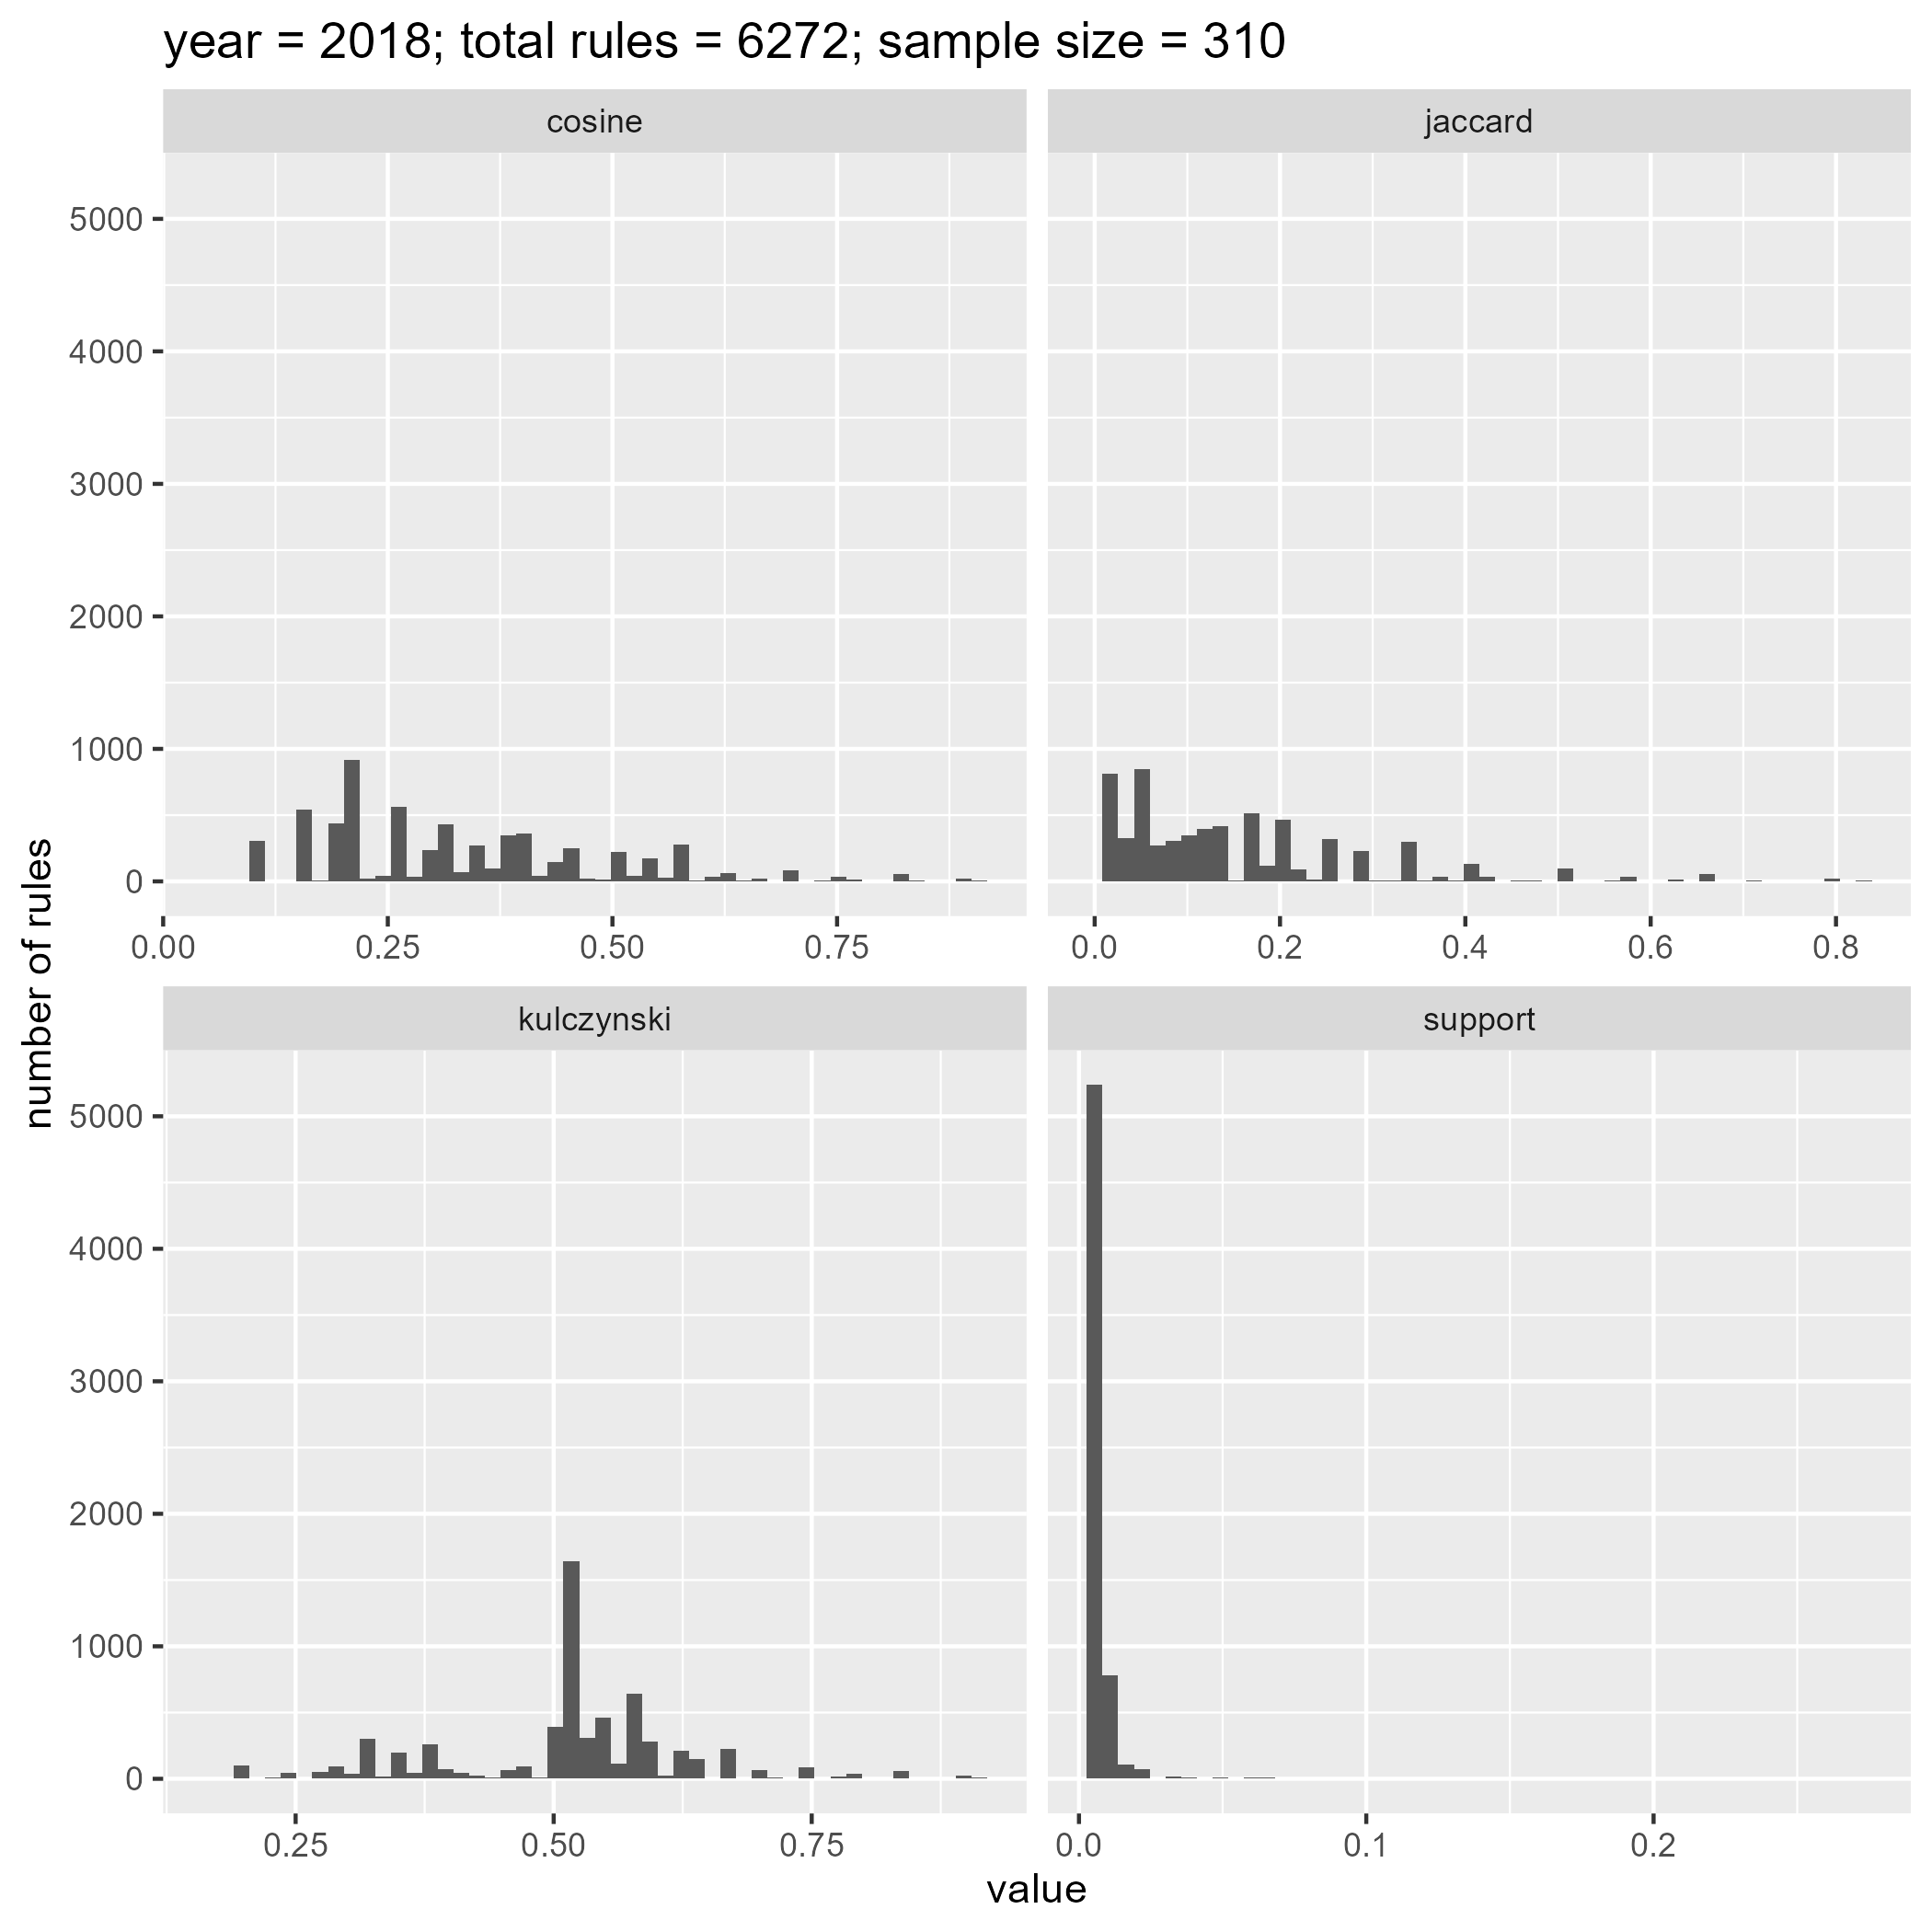 year = 2018; total rules = 6272; sample size = 310
cosine
jaccard
5000
4000
3000
2000
1000
0
0.00 0.25 0.50 0.75
0.0 0.2 0.4 0.6 0.8
number of rules
kulczynski
support
5000
4000
3000
2000
1000
0
0.25 0.50 0.75
0.0 0.1 0.2
value